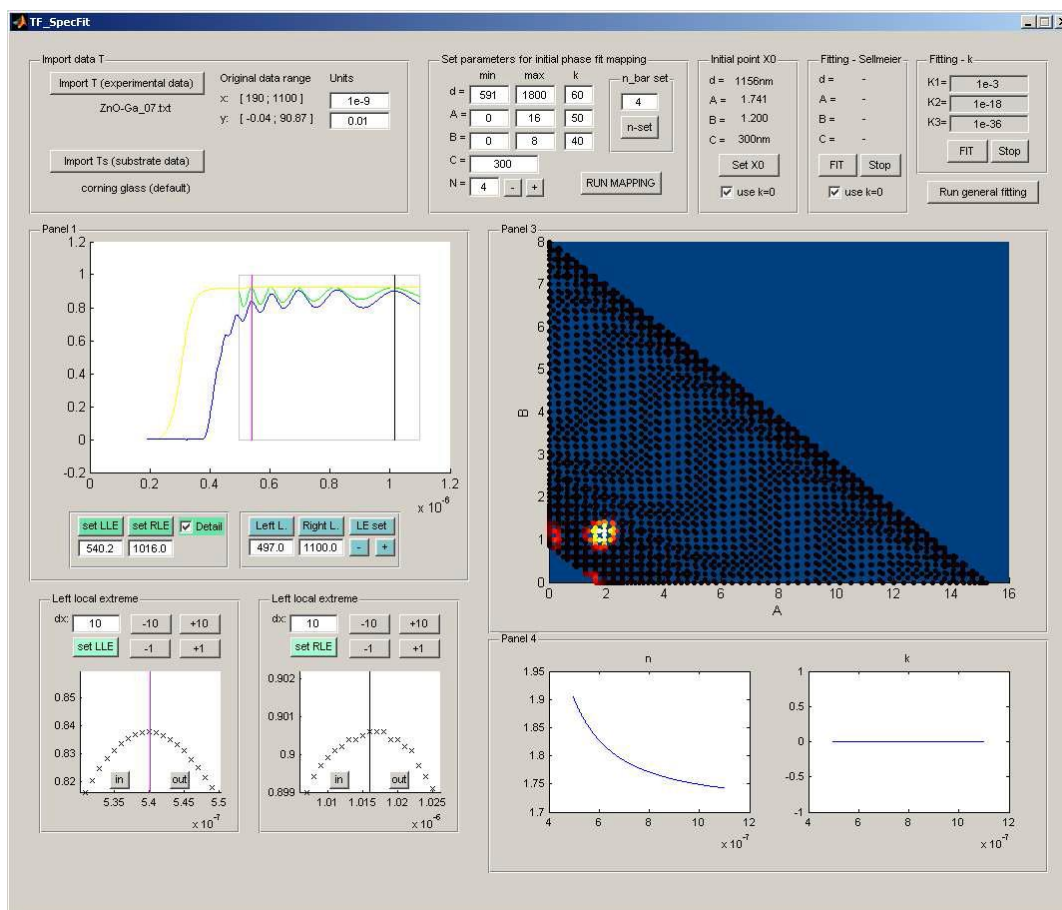 TF_SpecFit
Import data T
Import T (experimental data)
ZnO-Ga_07.txt
Original data range
x: [ 190 ; 1100 ]
y: [ -0.04 ; 90.87 ]
Units
1e-9
0.01
Import Ts (substrate data)
corning glass (default)
Set parameters for initial phase fit mapping
min max k
d = 591 1800 60
A = 0 16 50
B = 0 8 40
C = 300
N = 4 - +
n_bar set
4
n-set
RUN MAPPING
Initial point X0
d = 1156nm
A = 1.741
B = 1.200
C = 300nm
Set X0
use k=0
Fitting - Sellmeier
d = -
A = -
B = -
C = -
FIT Stop
use k=0
Fitting - k
K1= 1e-3
K2= 1e-18
K3= 1e-36
FIT Stop
Run general fitting
Panel 1
1.2
1
0.8
0.6
0.4
0.2
0
-0.2
0 0.2 0.4 0.6 0.8 1 1.2
x 10^-6
set LLE set RLE Detail
540.2 1016.0
Left L. Right L. LE set
497.0 1100.0 - +
Left local extreme
dx: 10 -10 +10
set LLE -1 +1
0.85
0.84
0.83
0.82
in out
5.35 5.4 5.45 5.5
x 10^-7
Left local extreme
dx: 10 -10 +10
set RLE -1 +1
0.902
0.901
0.9
0.899
in out
1.01 1.016 1.02 1.025
x 10^-6
Panel 3
8
7
6
5
4
3
2
1
0
B
0 2 4 6 8 10 12 14 16
A
Panel 4
n
1.95
1.9
1.85
1.8
1.75
1.7
4 6 8 10 12
x 10^-7
k
1
0.5
0
-0.5
-1
4 6 8 10 12
x 10^-7